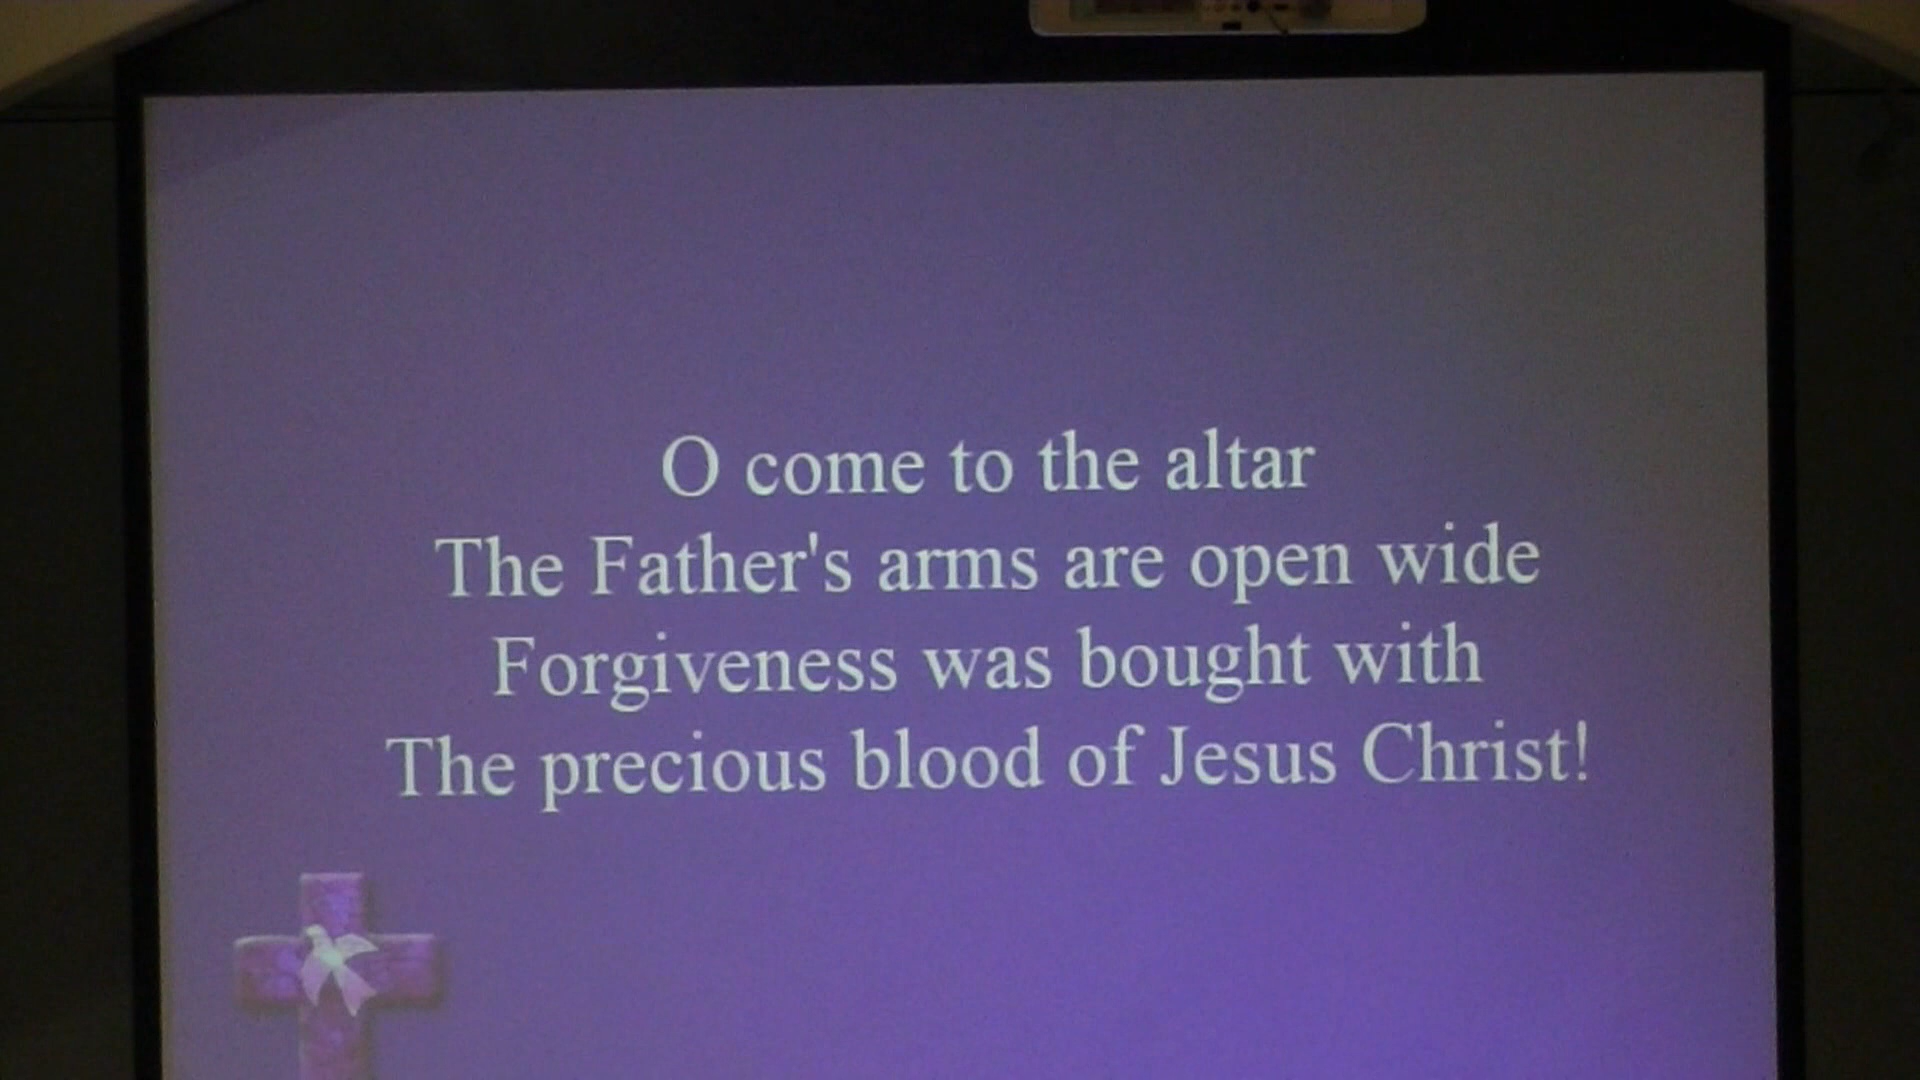 O come to the altar
The Father's arms are open wide
Forgiveness was bought with
The precious blood of Jesus Christ!